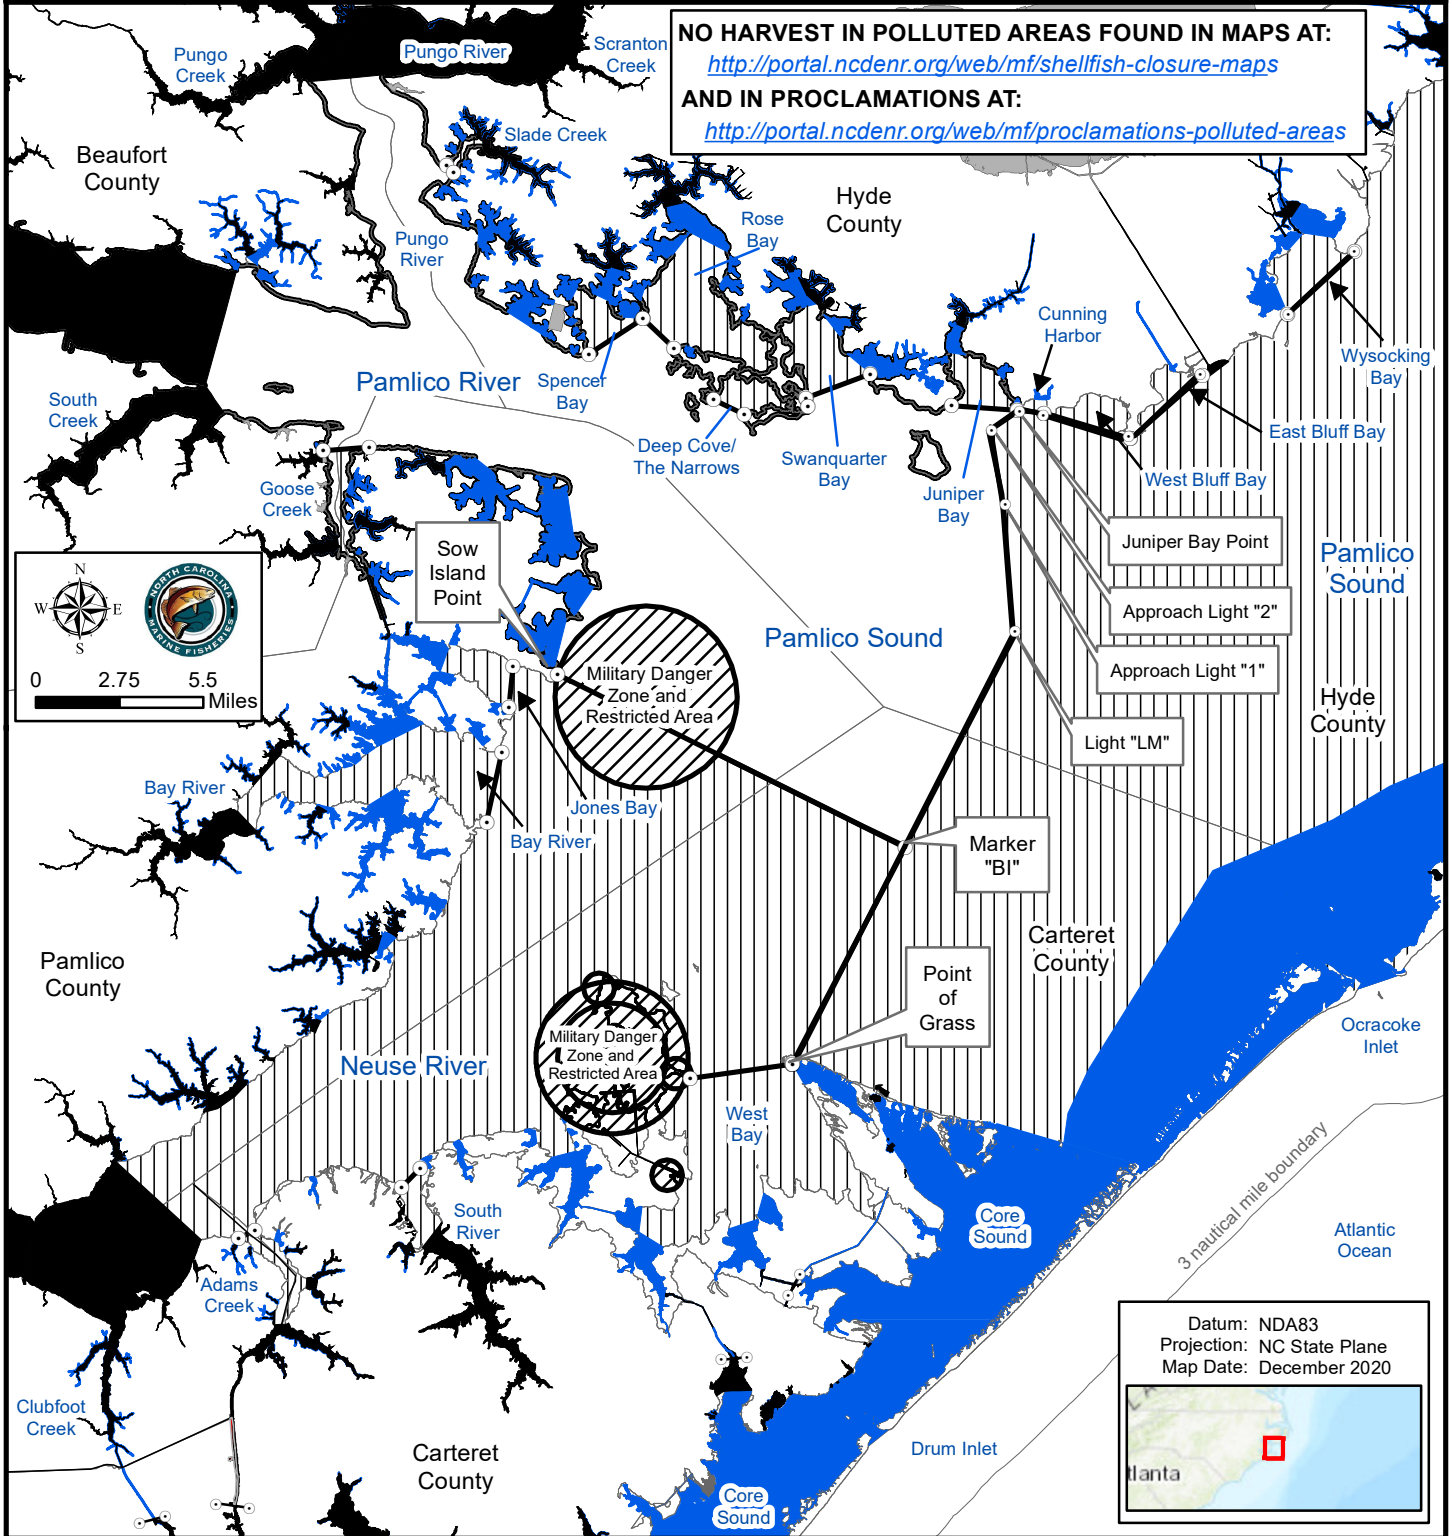 NO HARVEST IN POLLUTED AREAS FOUND IN MAPS AT:
http://portal.ncdenr.org/web/mf/shellfish-closure-maps
AND IN PROCLAMATIONS AT:
http://portal.ncdenr.org/web/mf/proclamations-polluted-areas
Pungo
Creek
Pungo River
Scranton
Creek
Slade Creek
Beaufort
County
Hyde
County
Rose
Bay
Pungo
River
Cunning
Harbor
Wysocking
Bay
Pamlico River
Spencer
Bay
South
Creek
Deep Cove/
The Narrows
Swanquarter
Bay
Juniper
Bay
East Bluff Bay
West Bluff Bay
Goose
Creek
Sow
Island
Point
Juniper Bay Point
Pamlico
Sound
Approach Light "2"
Approach Light "1"
Light "LM"
N
W
E
S
NORTH CAROLINA
MARINE FISHERIES
0
2.75
5.5
Miles
Pamlico Sound
Military Danger
Zone and
Restricted Area
Hyde
County
Bay River
Jones Bay
Bay River
Marker
"BI"
Carteret
County
Pamlico
County
Point
of
Grass
Ocracoke
Inlet
Military Danger
Zone and
Restricted Area
Neuse River
West
Bay
South
River
Core
Sound
3 nautical mile boundary
Atlantic
Ocean
Adams
Creek
Clubfoot
Creek
Carteret
County
Drum Inlet
Core
Sound
Datum: NDA83
Projection: NC State Plane
Map Date: December 2020
tlanta